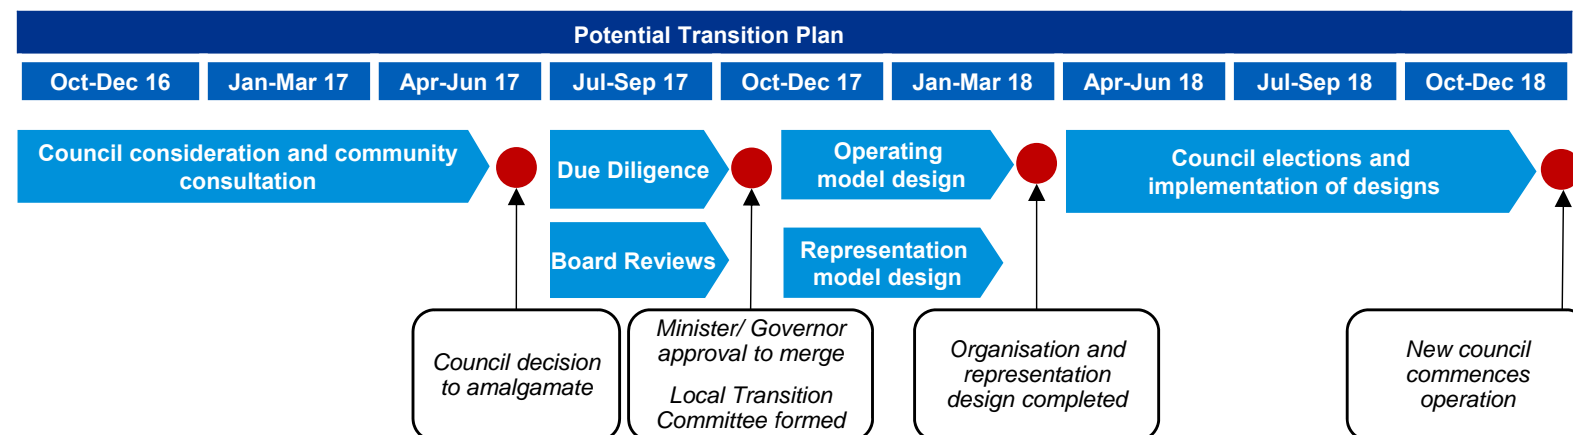 Potential Transition Plan
Oct-Dec 16
Jan-Mar 17
Apr-Jun 17
Jul-Sep 17
Oct-Dec 17
Jan-Mar 18
Apr-Jun 18
Jul-Sep 18
Oct-Dec 18
Council consideration and community
consultation
Due Diligence
Operating
model design
Council elections and
implementation of designs
Board Reviews
Representation
model design
Council decision
to amalgamate
Minister/ Governor
approval to merge
Local Transition
Committee formed
Organisation and
representation
design completed
New council
commences
operation